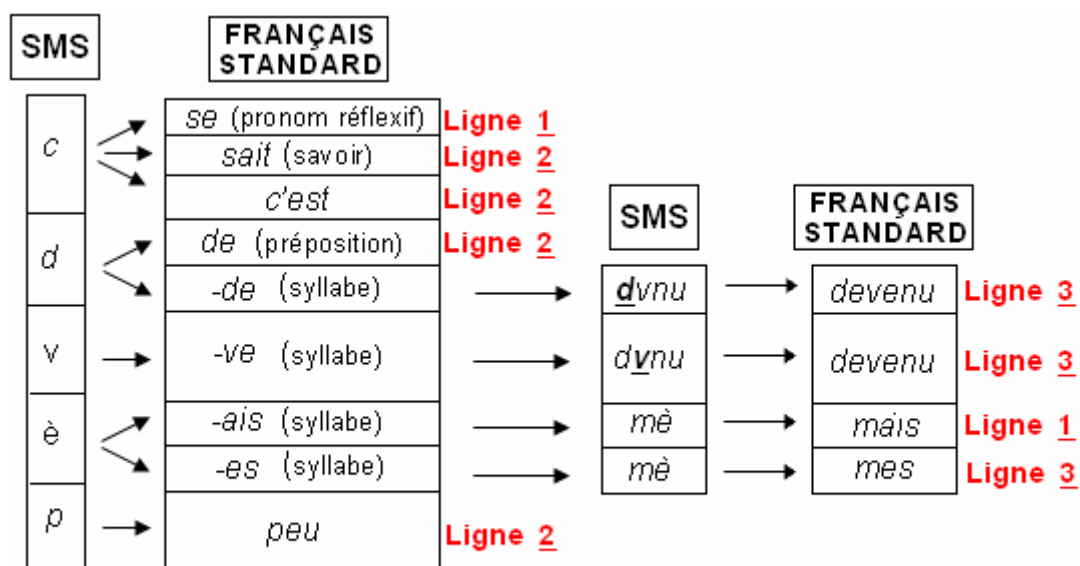 SMS
FRANÇAIS
STANDARD
c
se (pronom réflexif) Ligne 1
sait (savoir) Ligne 2
c'est Ligne 2
SMS
FRANÇAIS
STANDARD
d
de (préposition) Ligne 2
-de (syllabe) dvnu devenu Ligne 3
v
-ve (syllabe) dvnu devenu Ligne 3
è
-ais (syllabe) mè mais Ligne 1
-es (syllabe) mè mes Ligne 3
p
peu Ligne 2